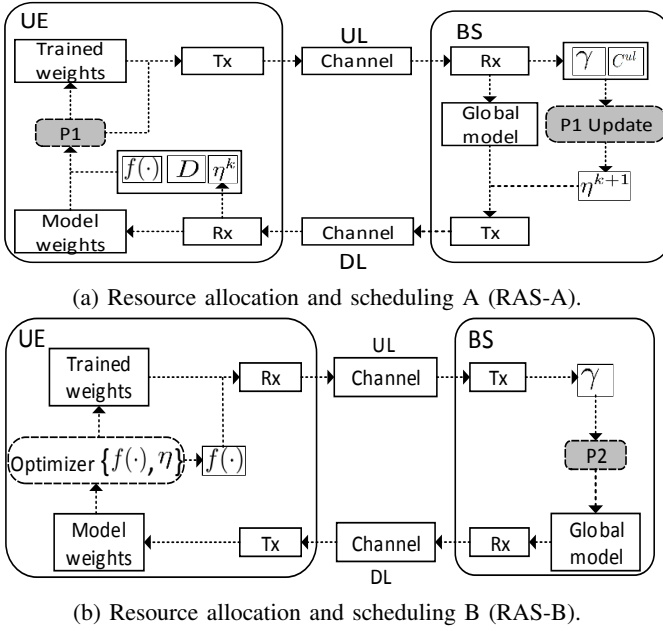 UE
UL
BS
Trained
weights
Tx
Channel
Rx
γ C^{ul}
P1
Global
model
P1 Update
f(·) D η^k
η^{k+1}
Model
weights
Rx
Channel
Tx
DL
(a) Resource allocation and scheduling A (RAS-A).
UE
UL
BS
Trained
weights
Rx
Channel
Tx
γ
Optimizer {f(·), η}
f(·)
P2
Model
weights
Tx
Channel
Rx
Global
model
DL
(b) Resource allocation and scheduling B (RAS-B).